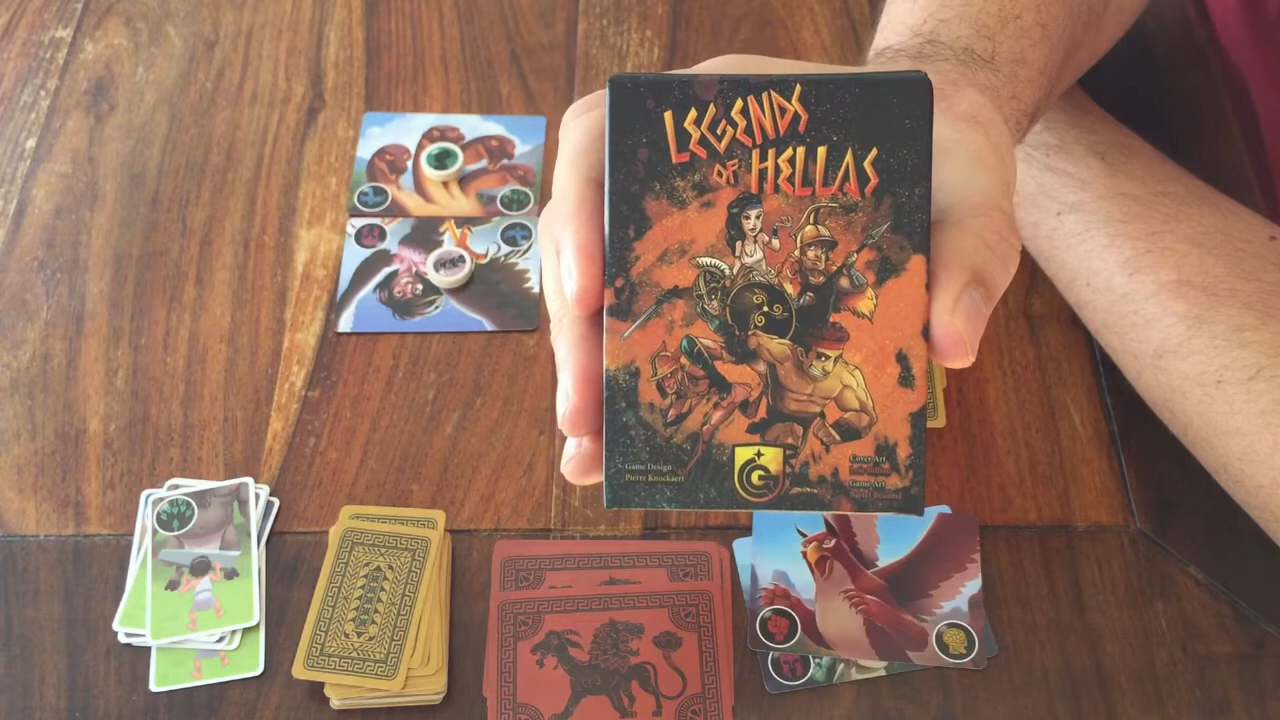 LEGENDS
OF HELLAS
Game Design
Pierre Knockaert
Cover Art
Game Art